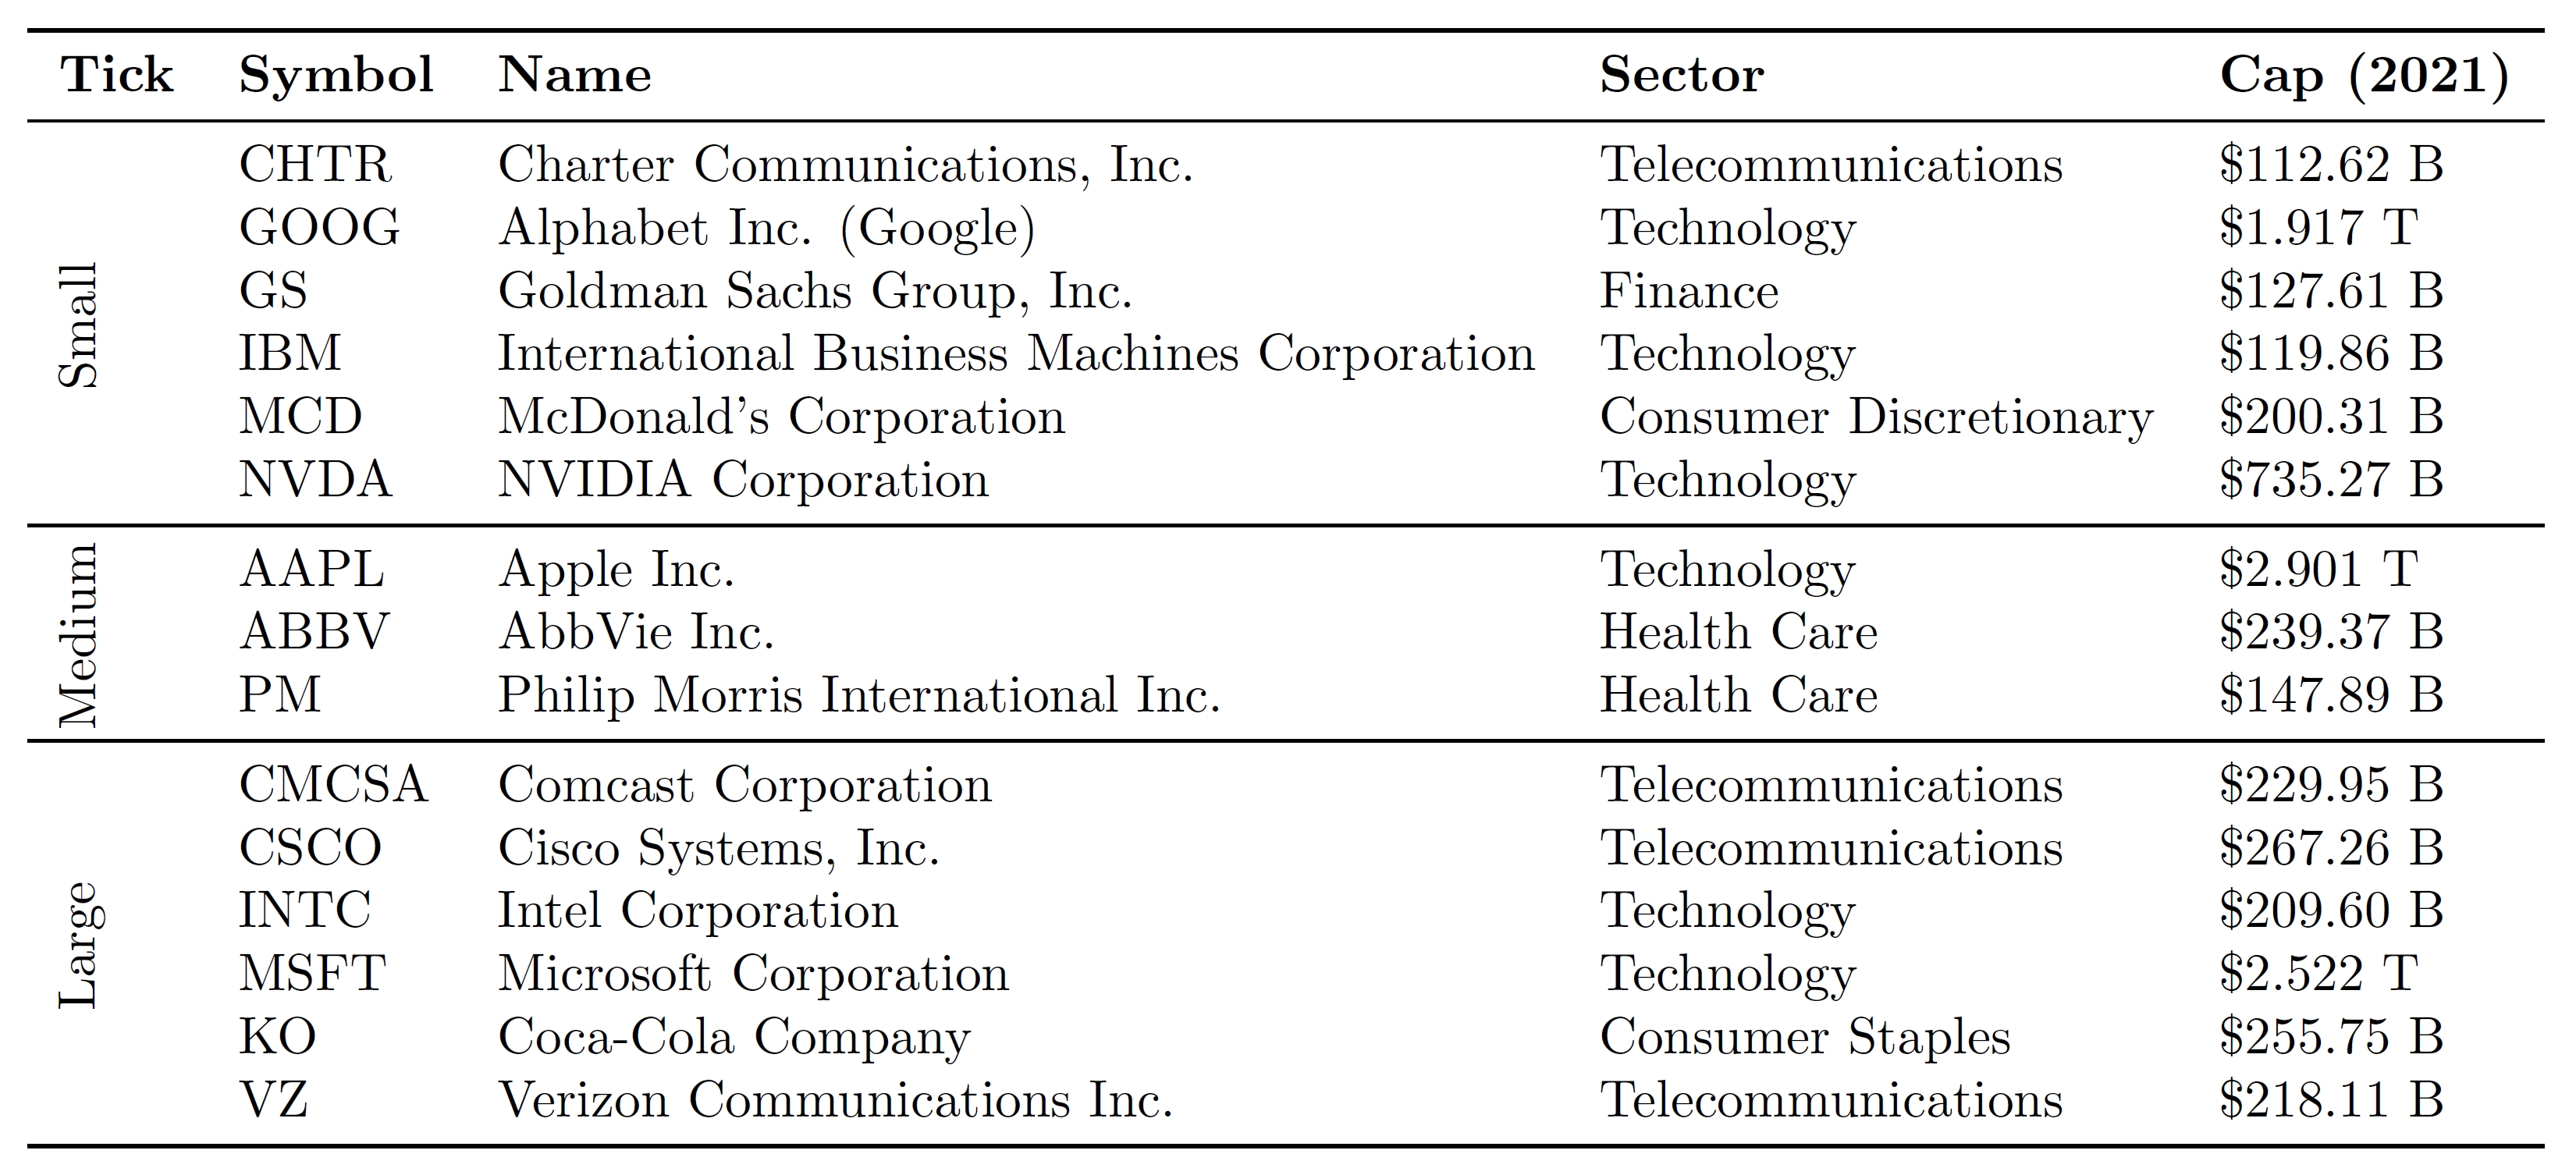 Tick Symbol Name Sector Cap (2021)
Small
CHTR Charter Communications, Inc. Telecommunications $112.62 B
GOOG Alphabet Inc. (Google) Technology $1.917 T
GS Goldman Sachs Group, Inc. Finance $127.61 B
IBM International Business Machines Corporation Technology $119.86 B
MCD McDonald's Corporation Consumer Discretionary $200.31 B
NVDA NVIDIA Corporation Technology $735.27 B
Medium
AAPL Apple Inc. Technology $2.901 T
ABBV AbbVie Inc. Health Care $239.37 B
PM Philip Morris International Inc. Health Care $147.89 B
Large
CMCSA Comcast Corporation Telecommunications $229.95 B
CSCO Cisco Systems, Inc. Telecommunications $267.26 B
INTC Intel Corporation Technology $209.60 B
MSFT Microsoft Corporation Technology $2.522 T
KO Coca-Cola Company Consumer Staples $255.75 B
VZ Verizon Communications Inc. Telecommunications $218.11 B